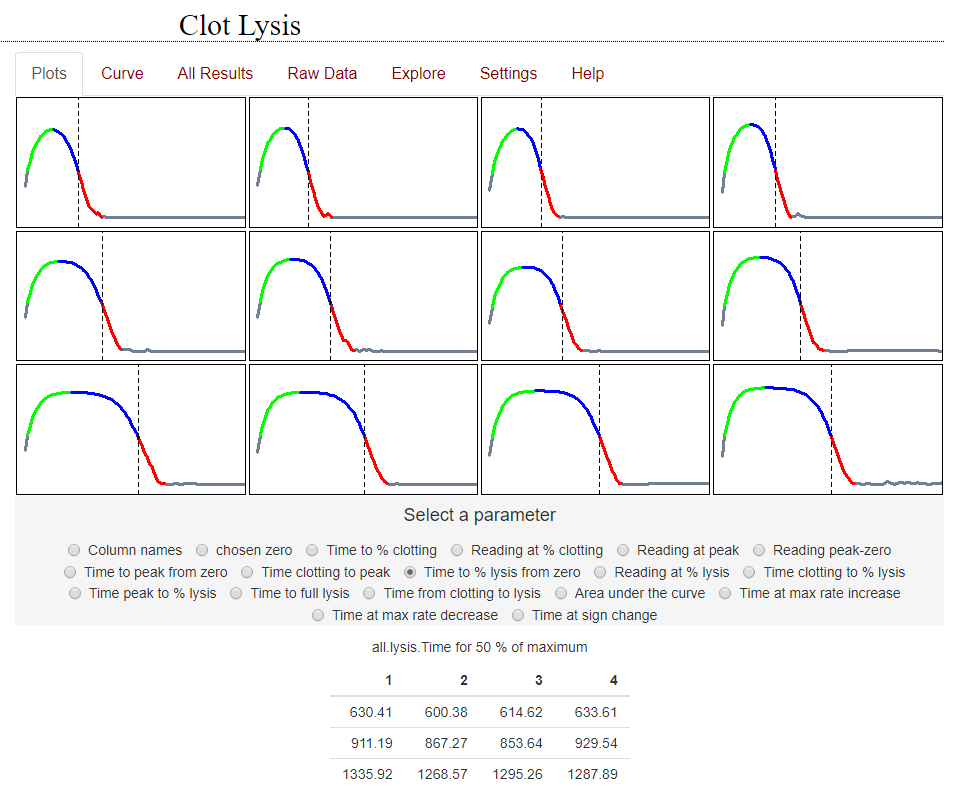 Clot Lysis
Plots Curve All Results Raw Data Explore Settings Help
Select a parameter
Column names chosen zero Time to % clotting Reading at % clotting Reading at peak Reading peak-zero
Time to peak from zero Time clotting to peak Time to % lysis from zero Reading at % lysis Time clotting to % lysis
Time peak to % lysis Time to full lysis Time from clotting to lysis Area under the curve Time at max rate increase
Time at max rate decrease Time at sign change
all.lysis.Time for 50 % of maximum
1 2 3 4
630.41 600.38 614.62 633.61
911.19 867.27 853.64 929.54
1335.92 1268.57 1295.26 1287.89